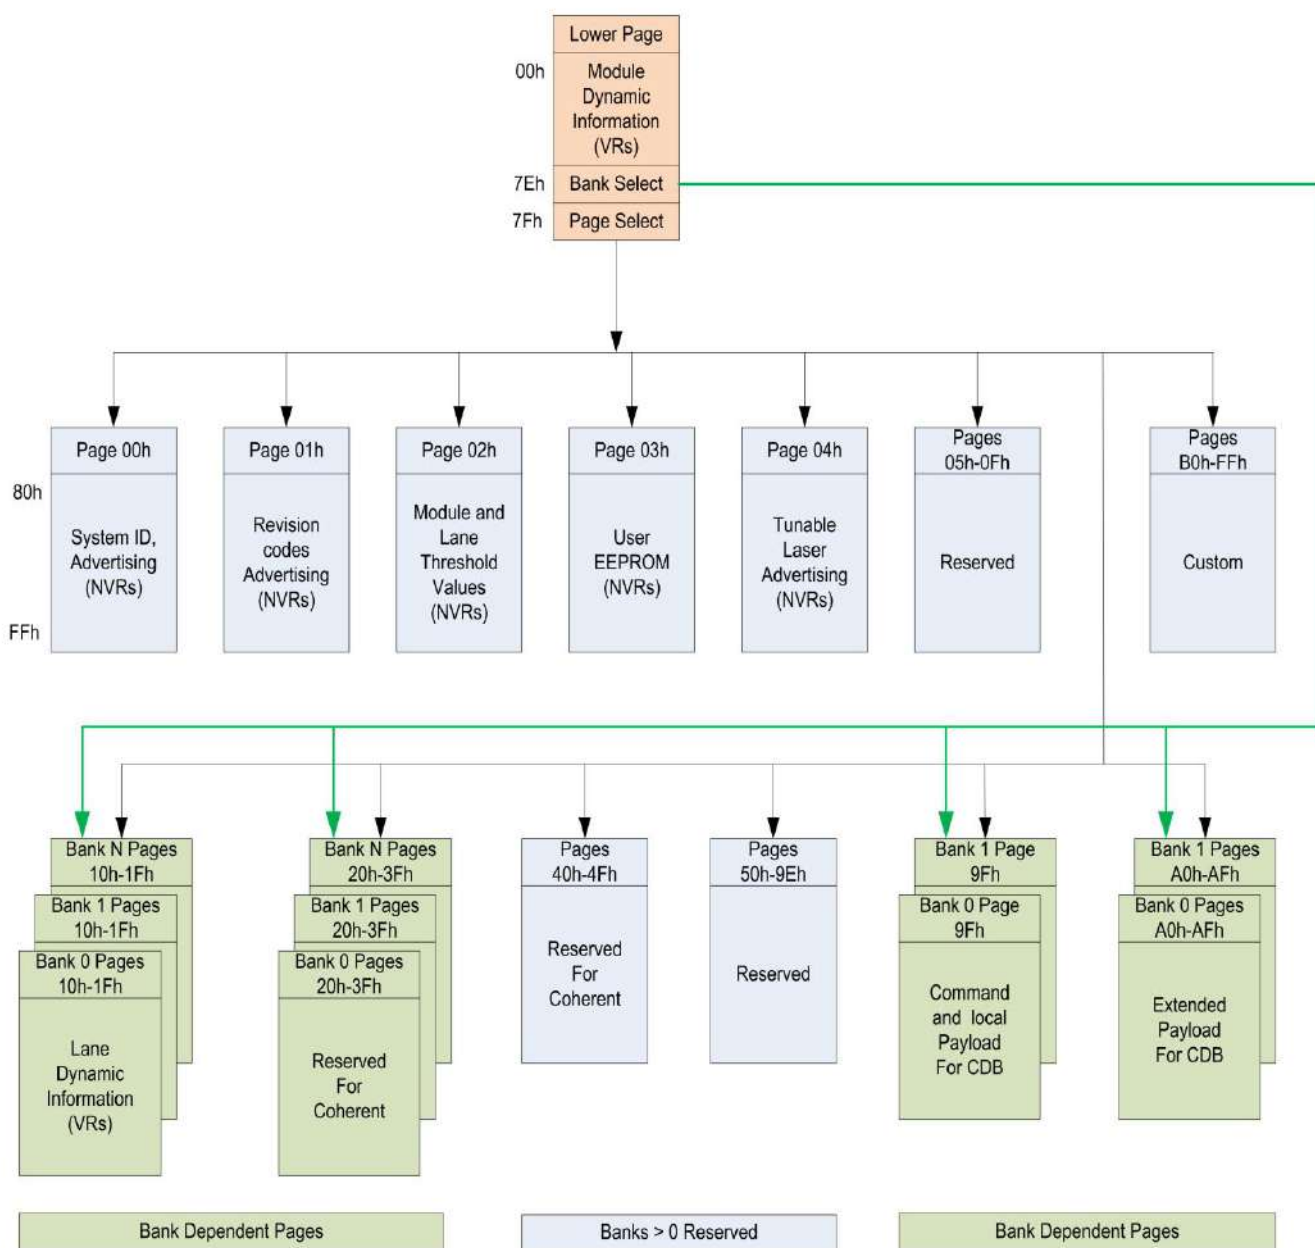 Lower Page
00h
Module
Dynamic
Information
(VRs)
7Eh
Bank Select
7Fh
Page Select
Page 00h
80h
System ID,
Advertising
(NVRs)
FFh
Page 01h
Revision
codes
Advertising
(NVRs)
Page 02h
Module and
Lane
Threshold
Values
(NVRs)
Page 03h
User
EEPROM
(NVRs)
Page 04h
Tunable
Laser
Advertising
(NVRs)
Pages
05h-0Fh
Reserved
Pages
B0h-FFh
Custom
Bank N Pages
10h-1Fh
Bank 1 Pages
10h-1Fh
Bank 0 Pages
10h-1Fh
Lane
Dynamic
Information
(VRs)
Bank N Pages
20h-3Fh
Bank 1 Pages
20h-3Fh
Bank 0 Pages
20h-3Fh
Reserved
For
Coherent
Pages
40h-4Fh
Reserved
For
Coherent
Pages
50h-9Eh
Reserved
Bank 1 Page
9Fh
Bank 0 Page
9Fh
Command
and local
Payload
For CDB
Bank 1 Pages
A0h-AFh
Bank 0 Pages
A0h-AFh
Extended
Payload
For CDB
Bank Dependent Pages
Banks > 0 Reserved
Bank Dependent Pages